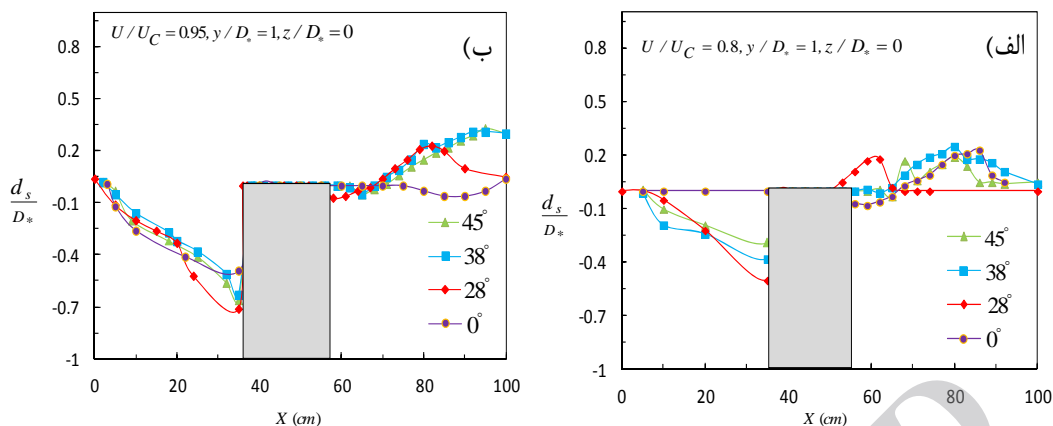 U / U_C = 0.95, y / D_* = 1, z / D_* = 0
ب)
0.8
0.5
0.2
-0.1
-0.4
-0.7
-1
d_s / D_*
45°
38°
28°
0°
0 20 40 60 80 100
X (cm)
U / U_C = 0.8, y / D_* = 1, z / D_* = 0
الف)
0.8
0.5
0.2
-0.1
-0.4
-0.7
-1
d_s / D_*
45°
38°
28°
0°
0 20 40 60 80 100
X (cm)